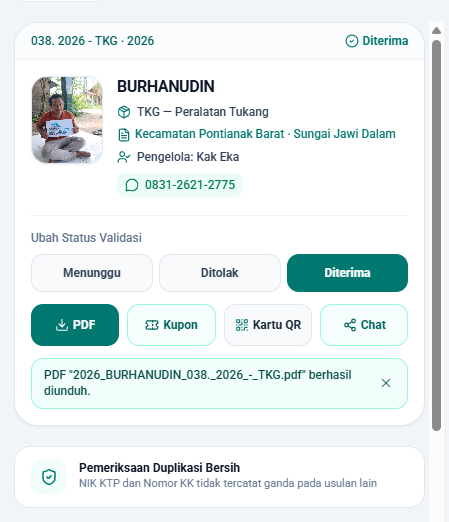 038. 2026 - TKG · 2026
Diterima
BURHANUDIN
TKG — Peralatan Tukang
Kecamatan Pontianak Barat · Sungai Jawi Dalam
Pengelola: Kak Eka
0831-2621-2775
Ubah Status Validasi
Menunggu
Ditolak
Diterima
PDF
Kupon
Kartu QR
Chat
PDF "2026_BURHANUDIN_038._2026_-_TKG.pdf" berhasil
diunduh.
Pemeriksaan Duplikasi Bersih
NIK KTP dan Nomor KK tidak tercatat ganda pada usulan lain